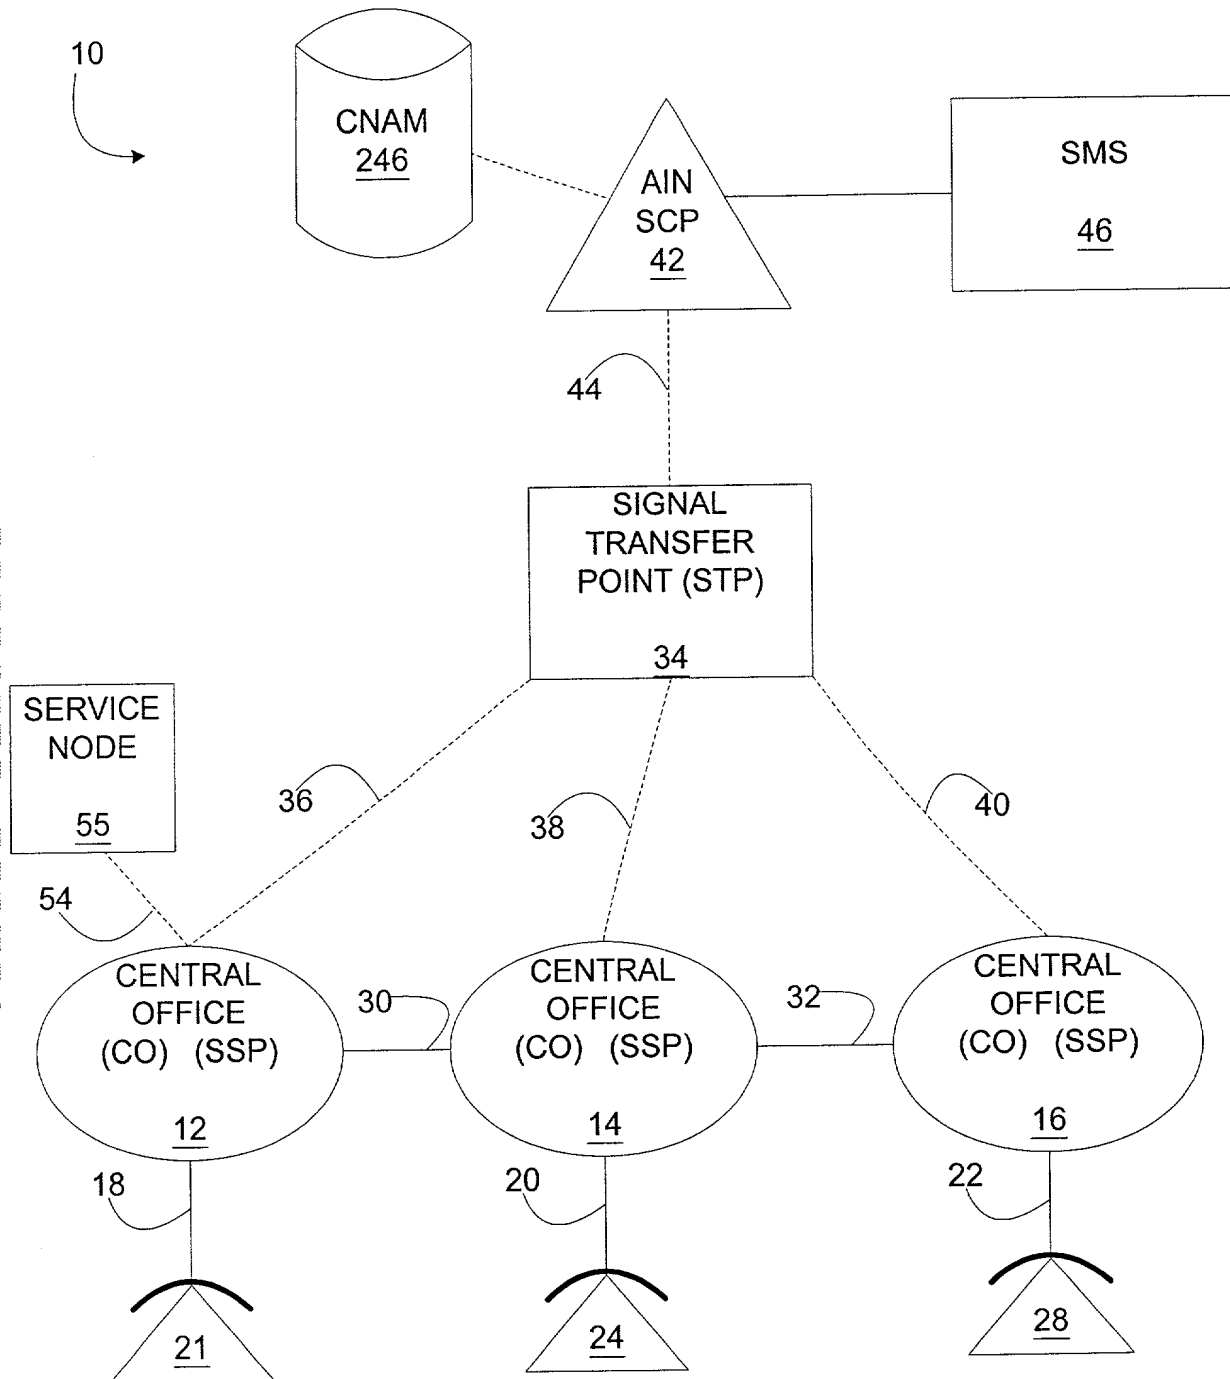 10
CNAM
246
AIN
SCP
42
SMS
46
44
SIGNAL
TRANSFER
POINT (STP)
34
SERVICE
NODE
55
36
38
40
54
CENTRAL
OFFICE
(CO) (SSP)
12
30
CENTRAL
OFFICE
(CO) (SSP)
14
32
CENTRAL
OFFICE
(CO) (SSP)
16
18
20
22
21
24
28